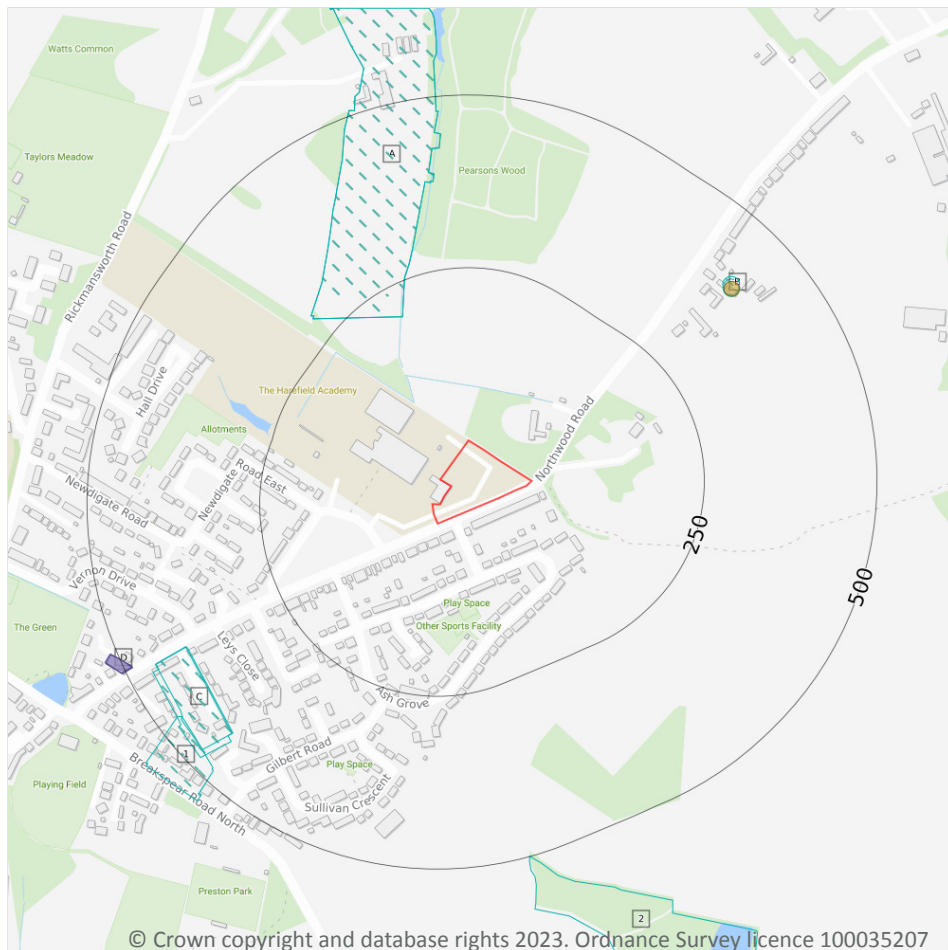 Watts Common
A
Taylors Meadow
Pearsons Wood
Rickmansworth Road
B
The Harefield Academy
Hall Drive
Allotments
Northwood Road
Road East
Newdigate
Newdigate Road
250
500
Vernon Drive
Play Space
Other Sports Facility
The Green
Leys Close
D
C
Ash Grove
1
Gilbert Road
Play Space
Playing Field
Breakspear Road North
Sullivan Crescent
Preston Park
2
© Crown copyright and database rights 2023. Ordnance Survey licence 100035207